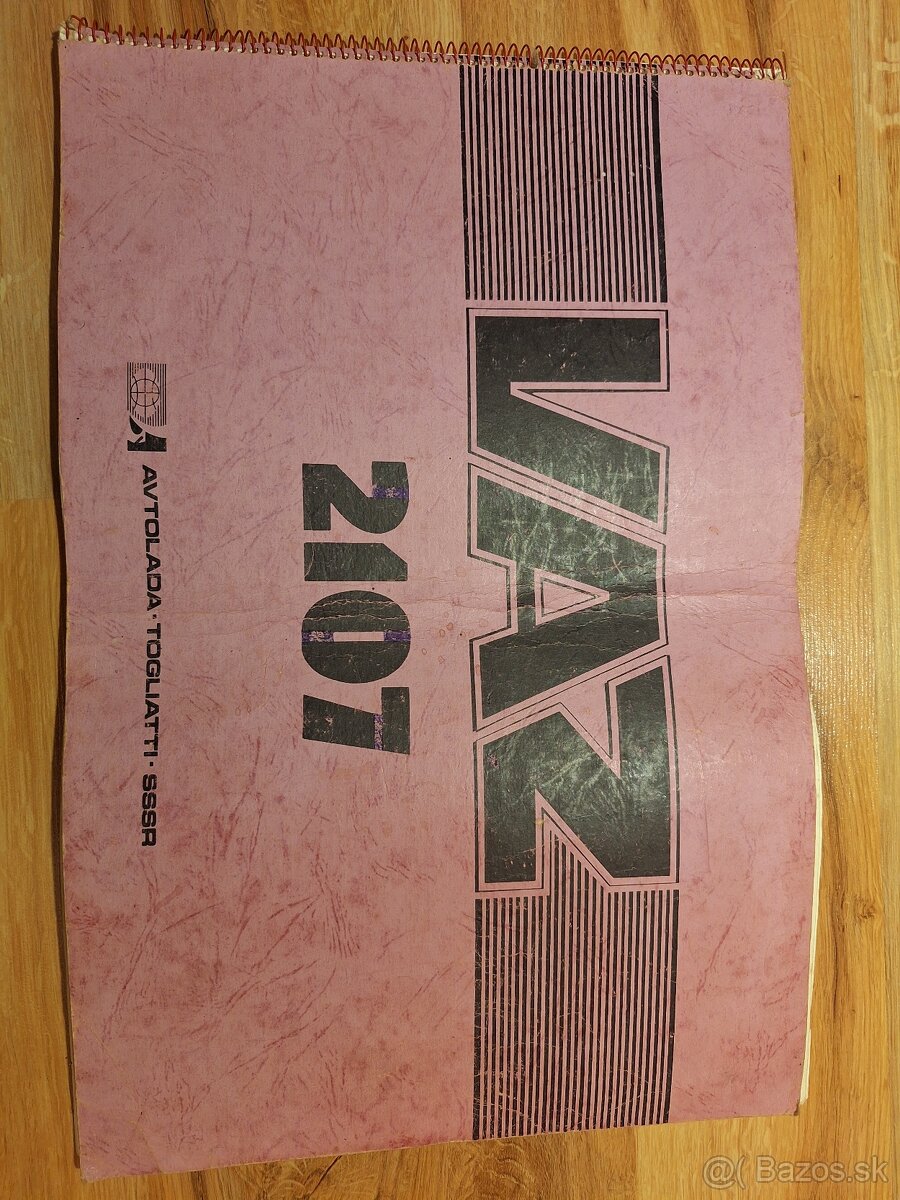 VAZ
2107
AVTOLADA · TOGLIATTI · SSSR
@( Bazos.sk